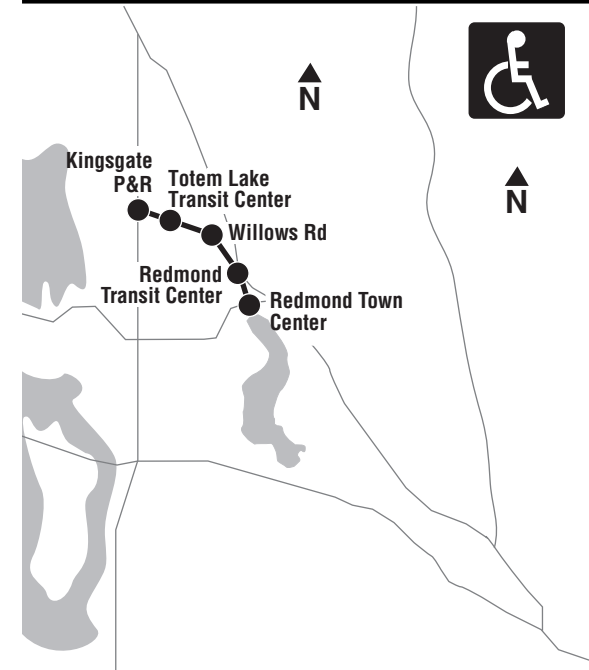 N
N
Kingsgate
P&R
Totem Lake
Transit Center
Willows Rd
Redmond
Transit Center
Redmond Town
Center